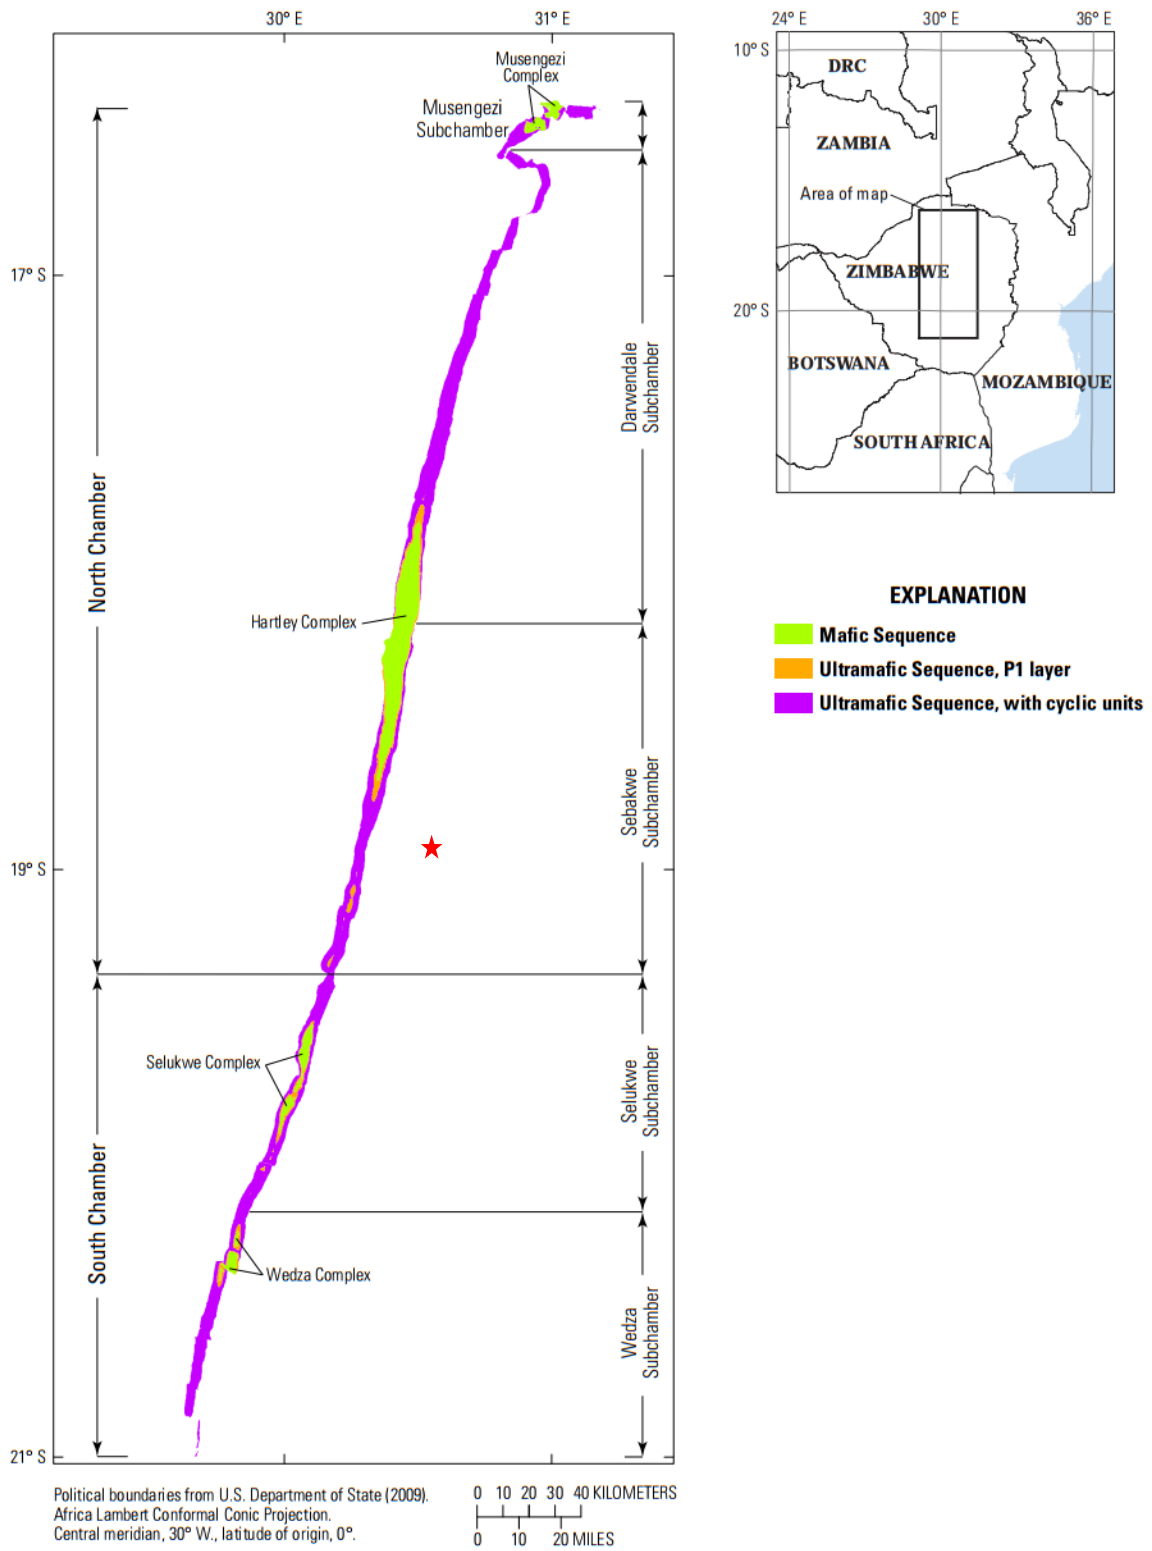 30° E
31° E
17° S
19° S
21° S
Musengezi
Complex
Musengezi
Subchamber
North Chamber
Darwendale
Subchamber
Hartley Complex
Sebakwe
Subchamber
Selukwe Complex
Selukwe
Subchamber
South Chamber
Wedza Complex
Wedza
Subchamber
Political boundaries from U.S. Department of State (2009).
Africa Lambert Conformal Conic Projection.
Central meridian, 30° W., latitude of origin, 0°.
0 10 20 30 40 KILOMETERS
0 10 20 MILES
24° E
30° E
36° E
10° S
20° S
DRC
ZAMBIA
Area of map
ZIMBABWE
BOTSWANA
MOZAMBIQUE
SOUTH AFRICA
EXPLANATION
Mafic Sequence
Ultramafic Sequence, P1 layer
Ultramafic Sequence, with cyclic units